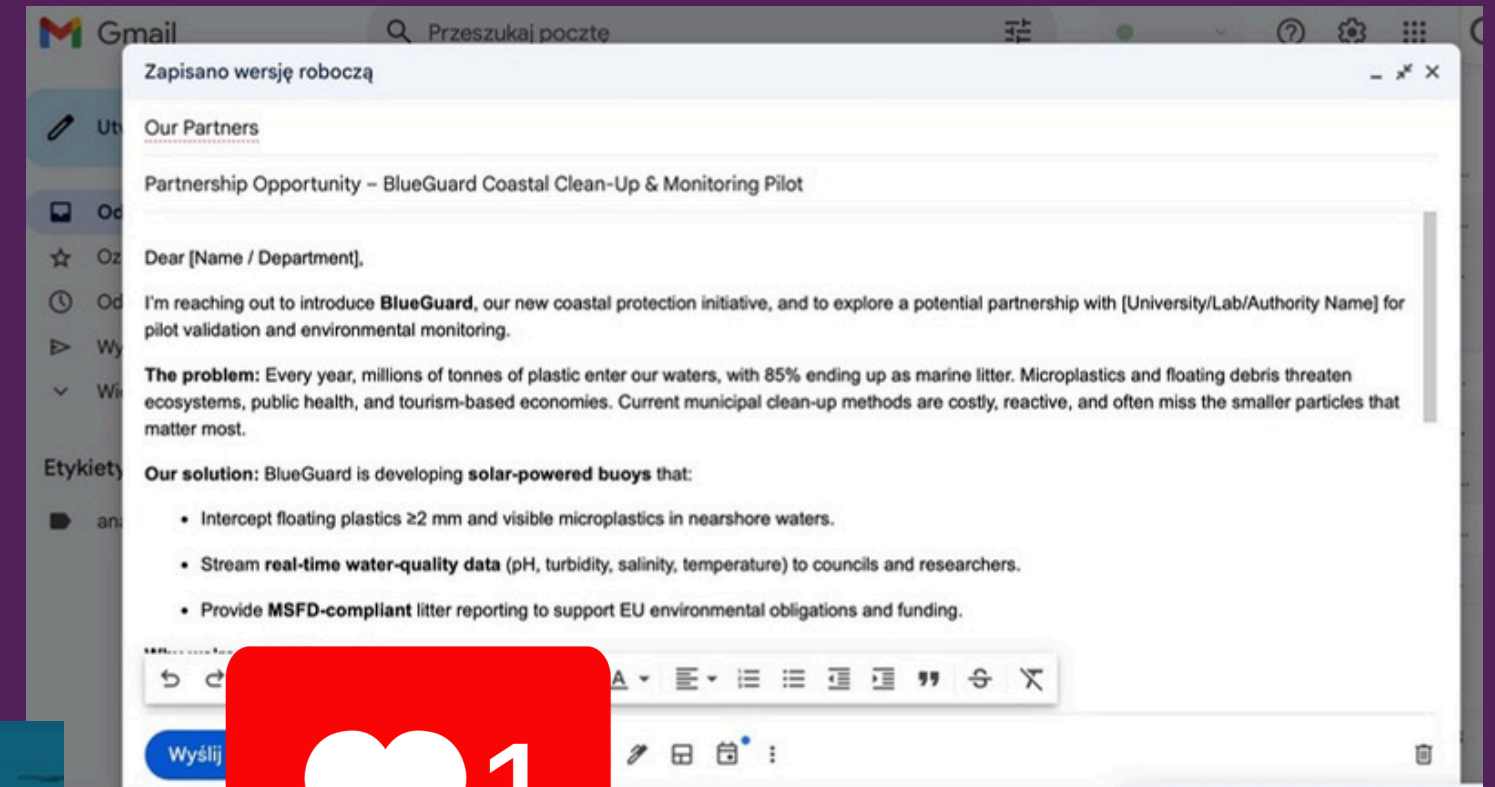 Gmail
Przeszukaj pocztę
Zapisano wersję roboczą
Our Partners
Partnership Opportunity – BlueGuard Coastal Clean-Up & Monitoring Pilot
Dear [Name / Department],
I'm reaching out to introduce BlueGuard, our new coastal protection initiative, and to explore a potential partnership with [University/Lab/Authority Name] for
pilot validation and environmental monitoring.
The problem: Every year, millions of tonnes of plastic enter our waters, with 85% ending up as marine litter. Microplastics and floating debris threaten
ecosystems, public health, and tourism-based economies. Current municipal clean-up methods are costly, reactive, and often miss the smaller particles that
matter most.
Our solution: BlueGuard is developing solar-powered buoys that:
• Intercept floating plastics ≥2 mm and visible microplastics in nearshore waters.
• Stream real-time water-quality data (pH, turbidity, salinity, temperature) to councils and researchers.
• Provide MSFD-compliant litter reporting to support EU environmental obligations and funding.
Etykiety
Wyślij
1